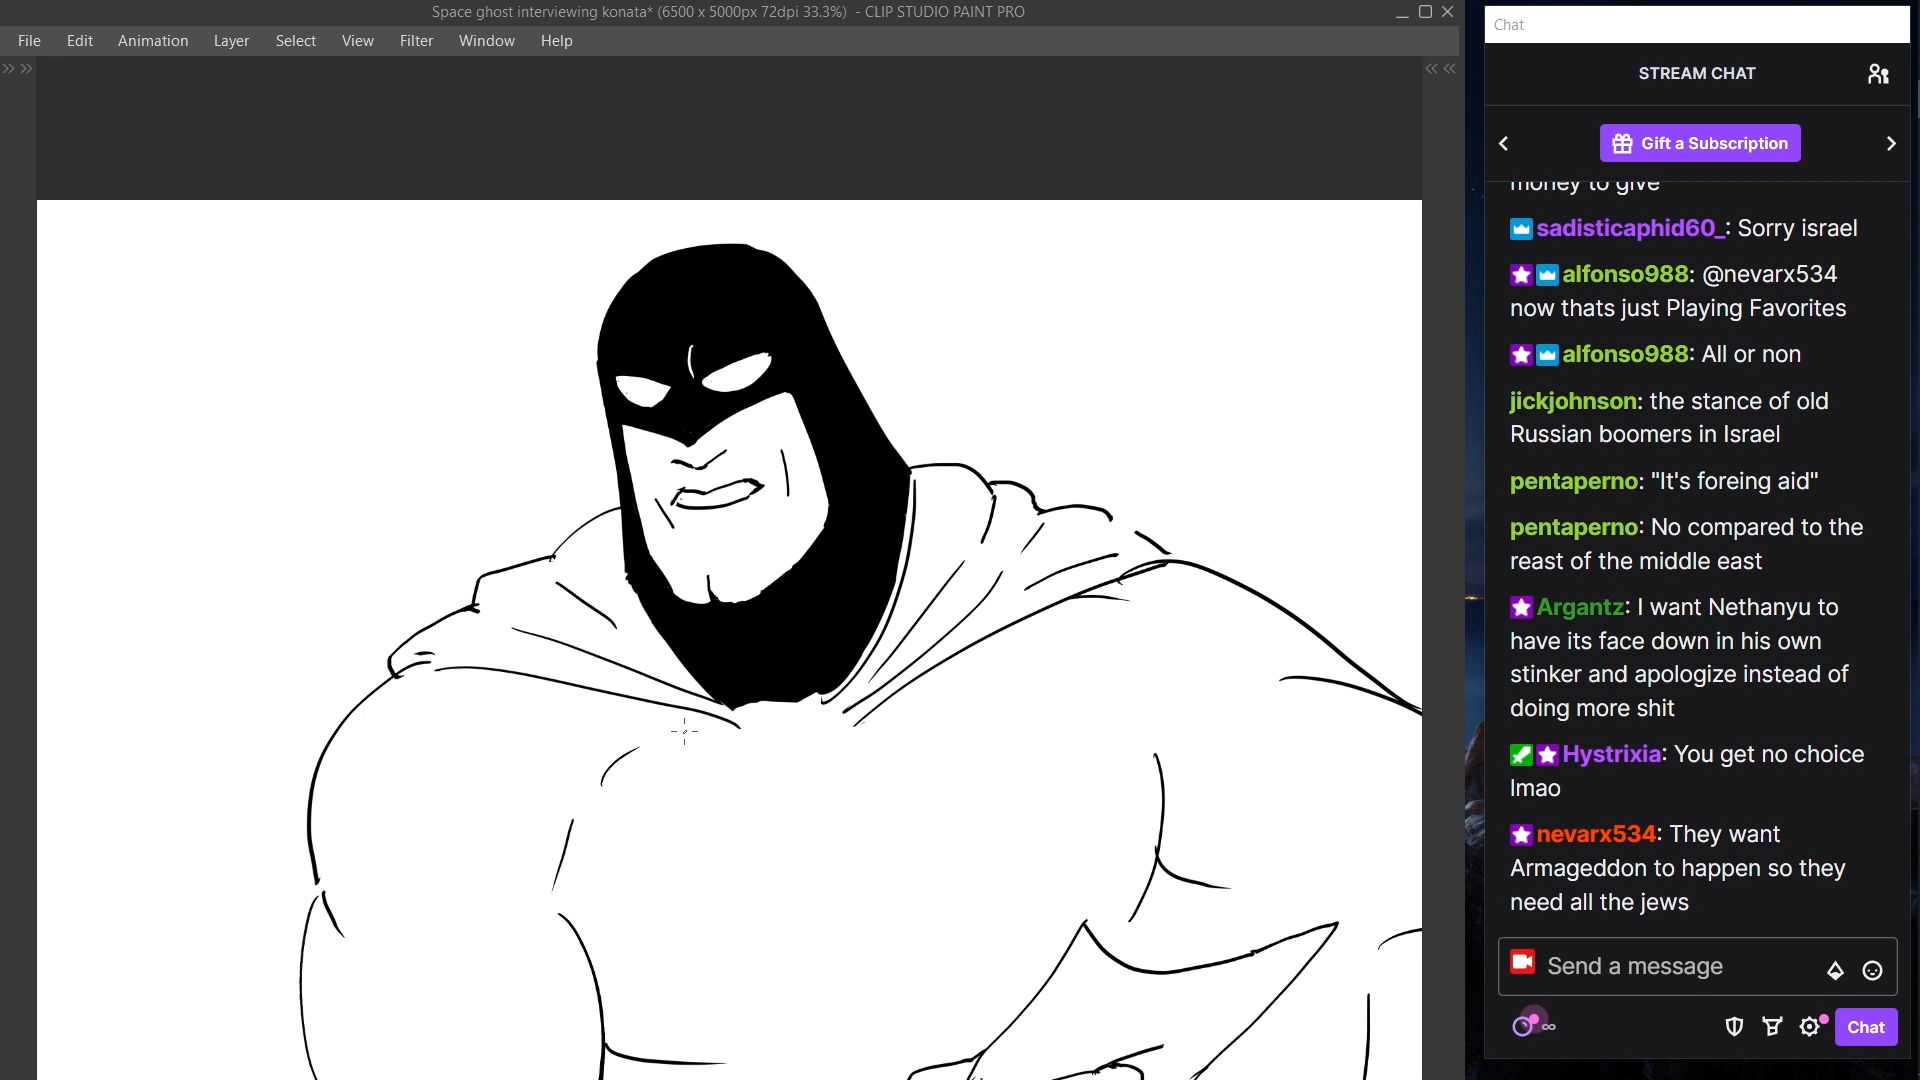 Space ghost interviewing konata* (6500 x 5000px 72dpi 33.3%) - CLIP STUDIO PAINT PRO
File Edit Animation Layer Select View Filter Window Help
Chat
STREAM CHAT
Gift a Subscription
money to give
sadisticaphid60_: Sorry israel
alfonso988: @nevarx534
now thats just Playing Favorites
alfonso988: All or non
jickjohnson: the stance of old
Russian boomers in Israel
pentaperno: "It's foreing aid"
pentaperno: No compared to the
reast of the middle east
Argantz: I want Nethanyu to
have its face down in his own
stinker and apologize instead of
doing more shit
Hystrixia: You get no choice
lmao
nevarx534: They want
Armageddon to happen so they
need all the jews
Send a message
Chat